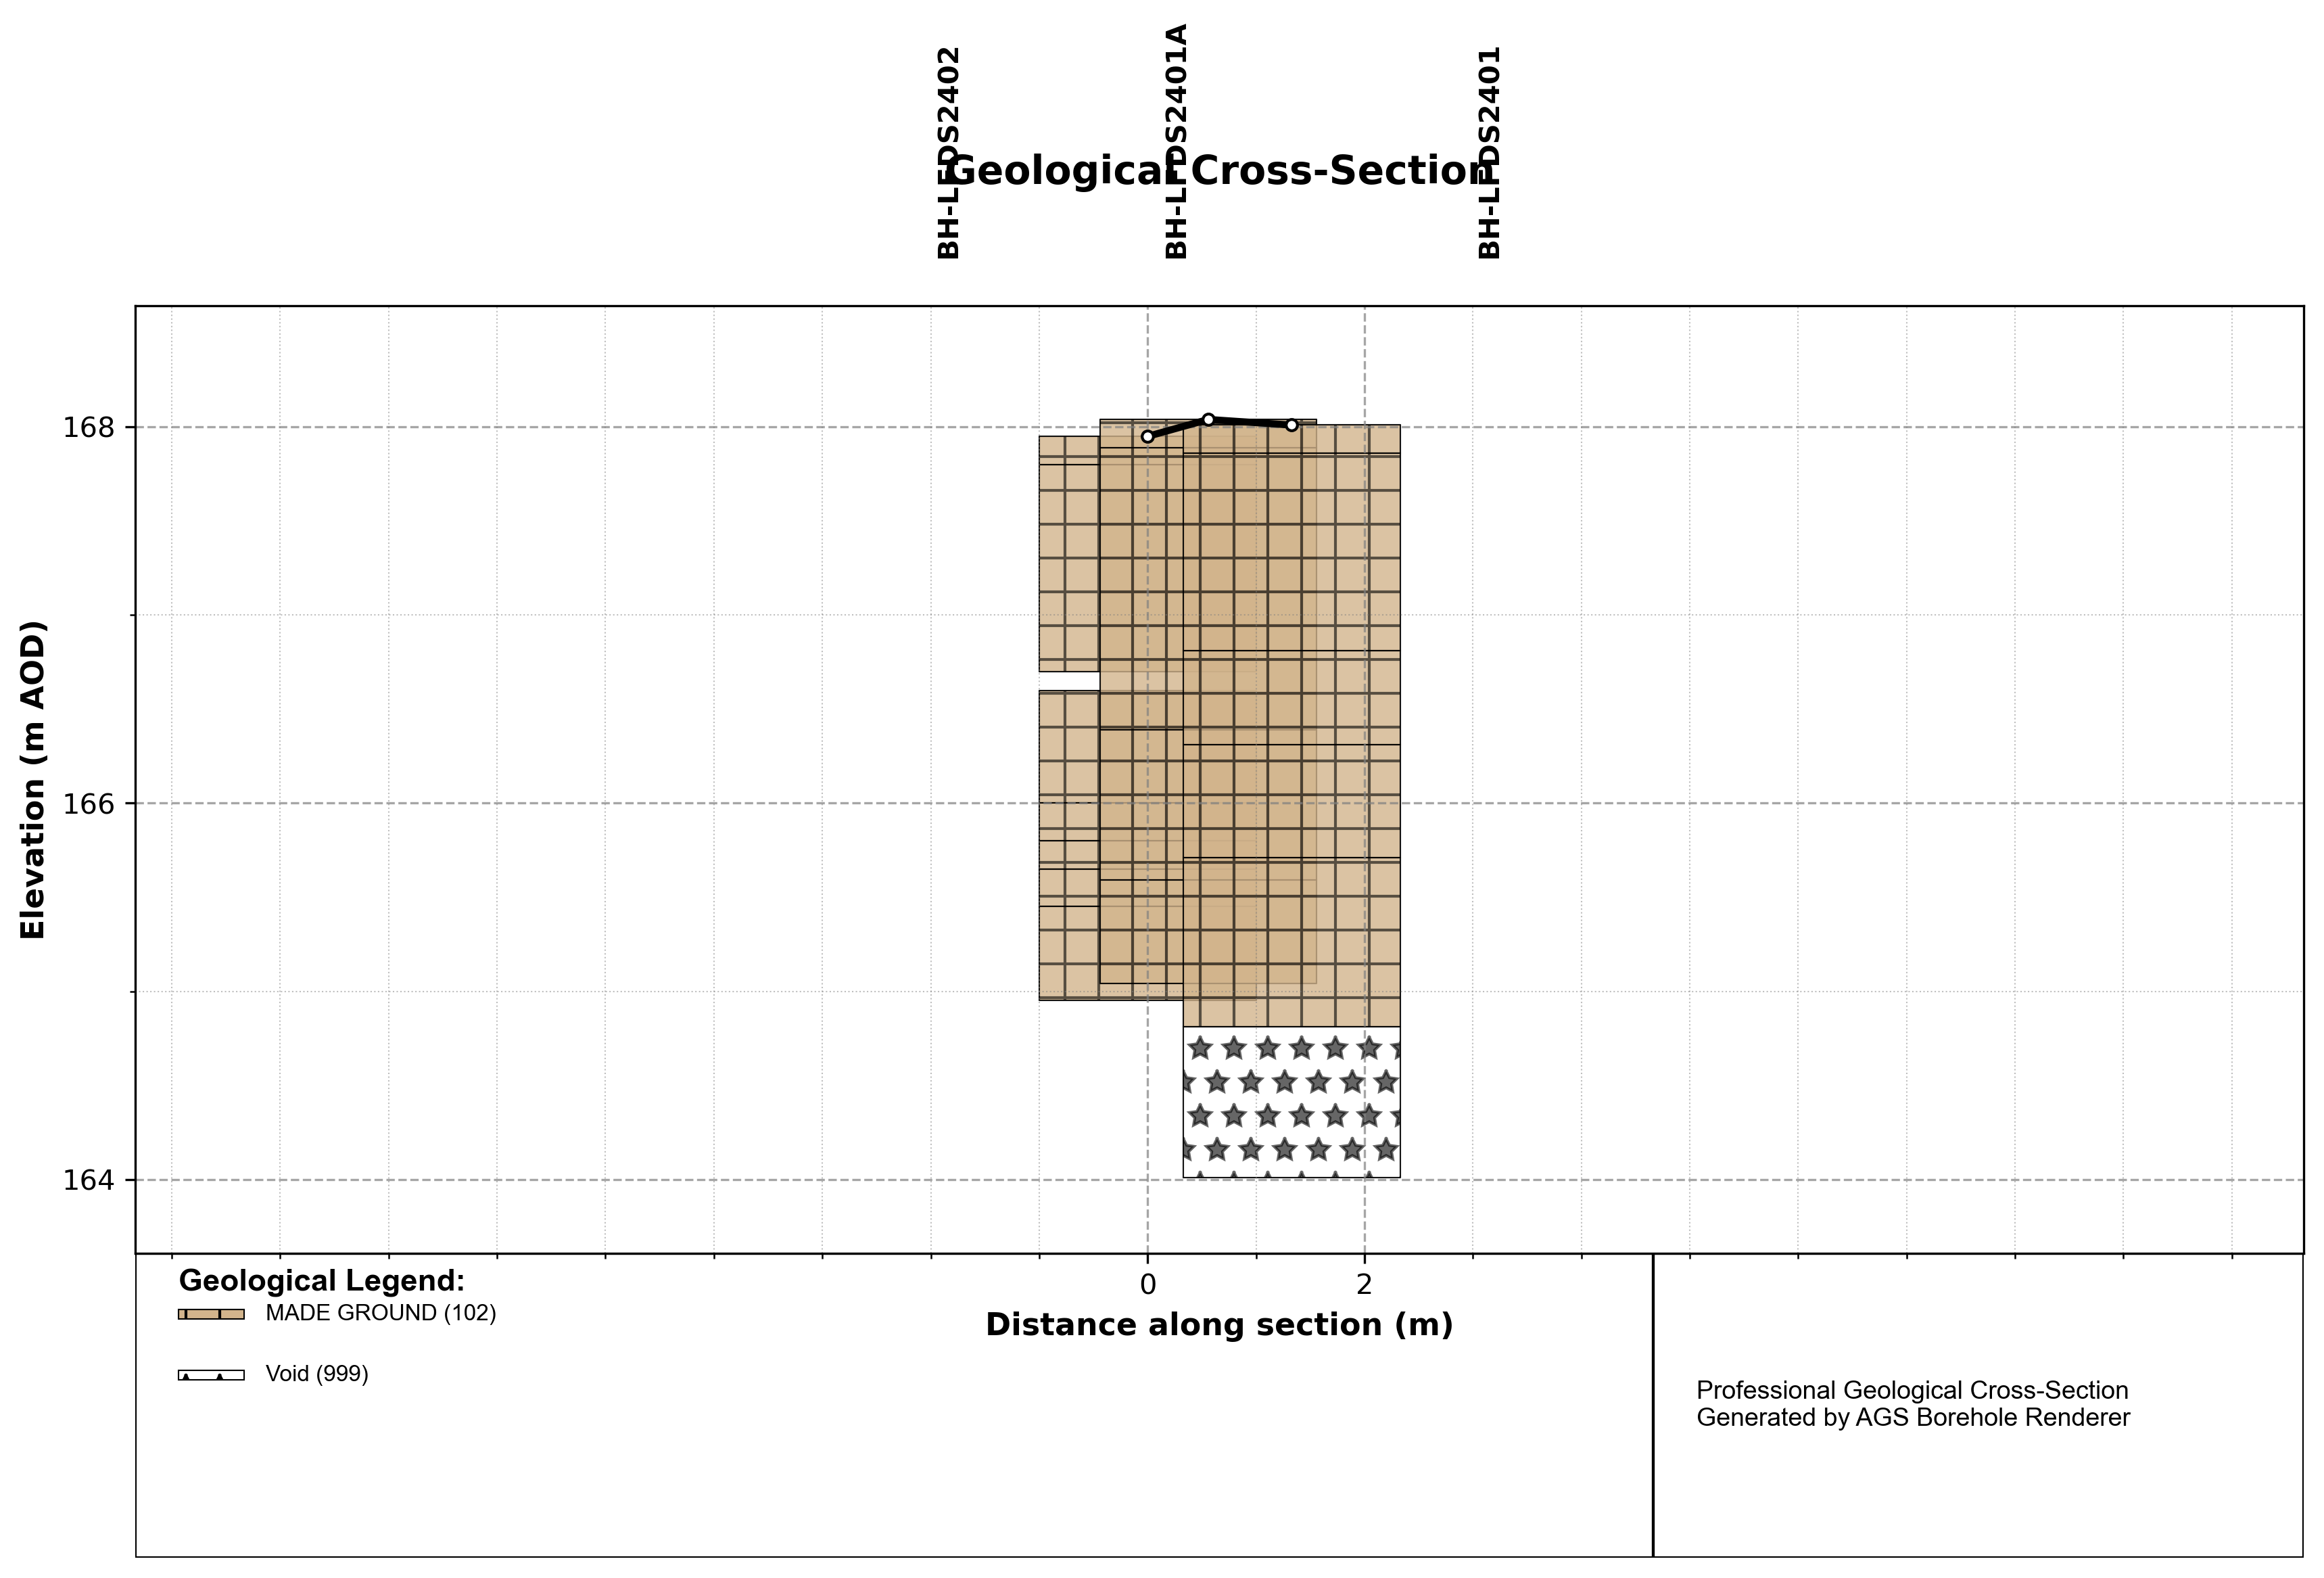 BH-LFDS2402
BH-LFDS2401A
BH-LFDS2401
Geological Cross-Section
Elevation (m AOD)
168
166
164
0
2
Distance along section (m)
Geological Legend:
MADE GROUND (102)
Void (999)
Professional Geological Cross-Section
Generated by AGS Borehole Renderer